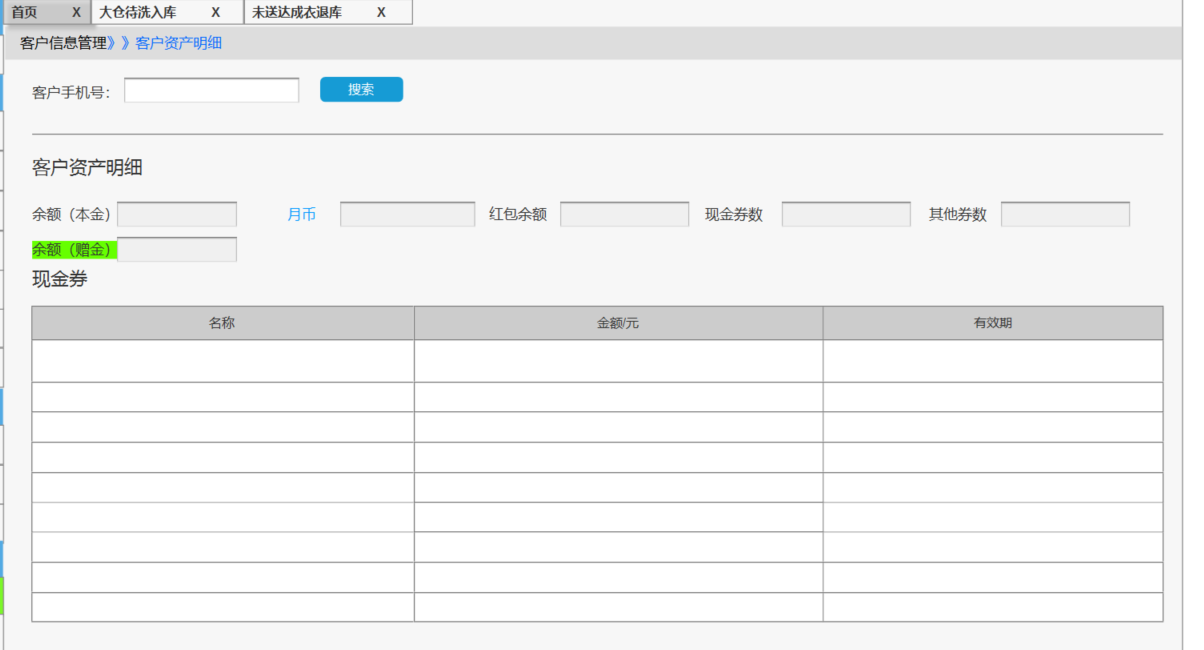 首页 X 大仓待洗入库 X 未送达成衣退库 X
客户信息管理》》客户资产明细
客户手机号： 搜索
客户资产明细
余额（本金） 月币 红包余额 现金券数 其他券数
余额（赠金）
现金券
名称 金额/元 有效期